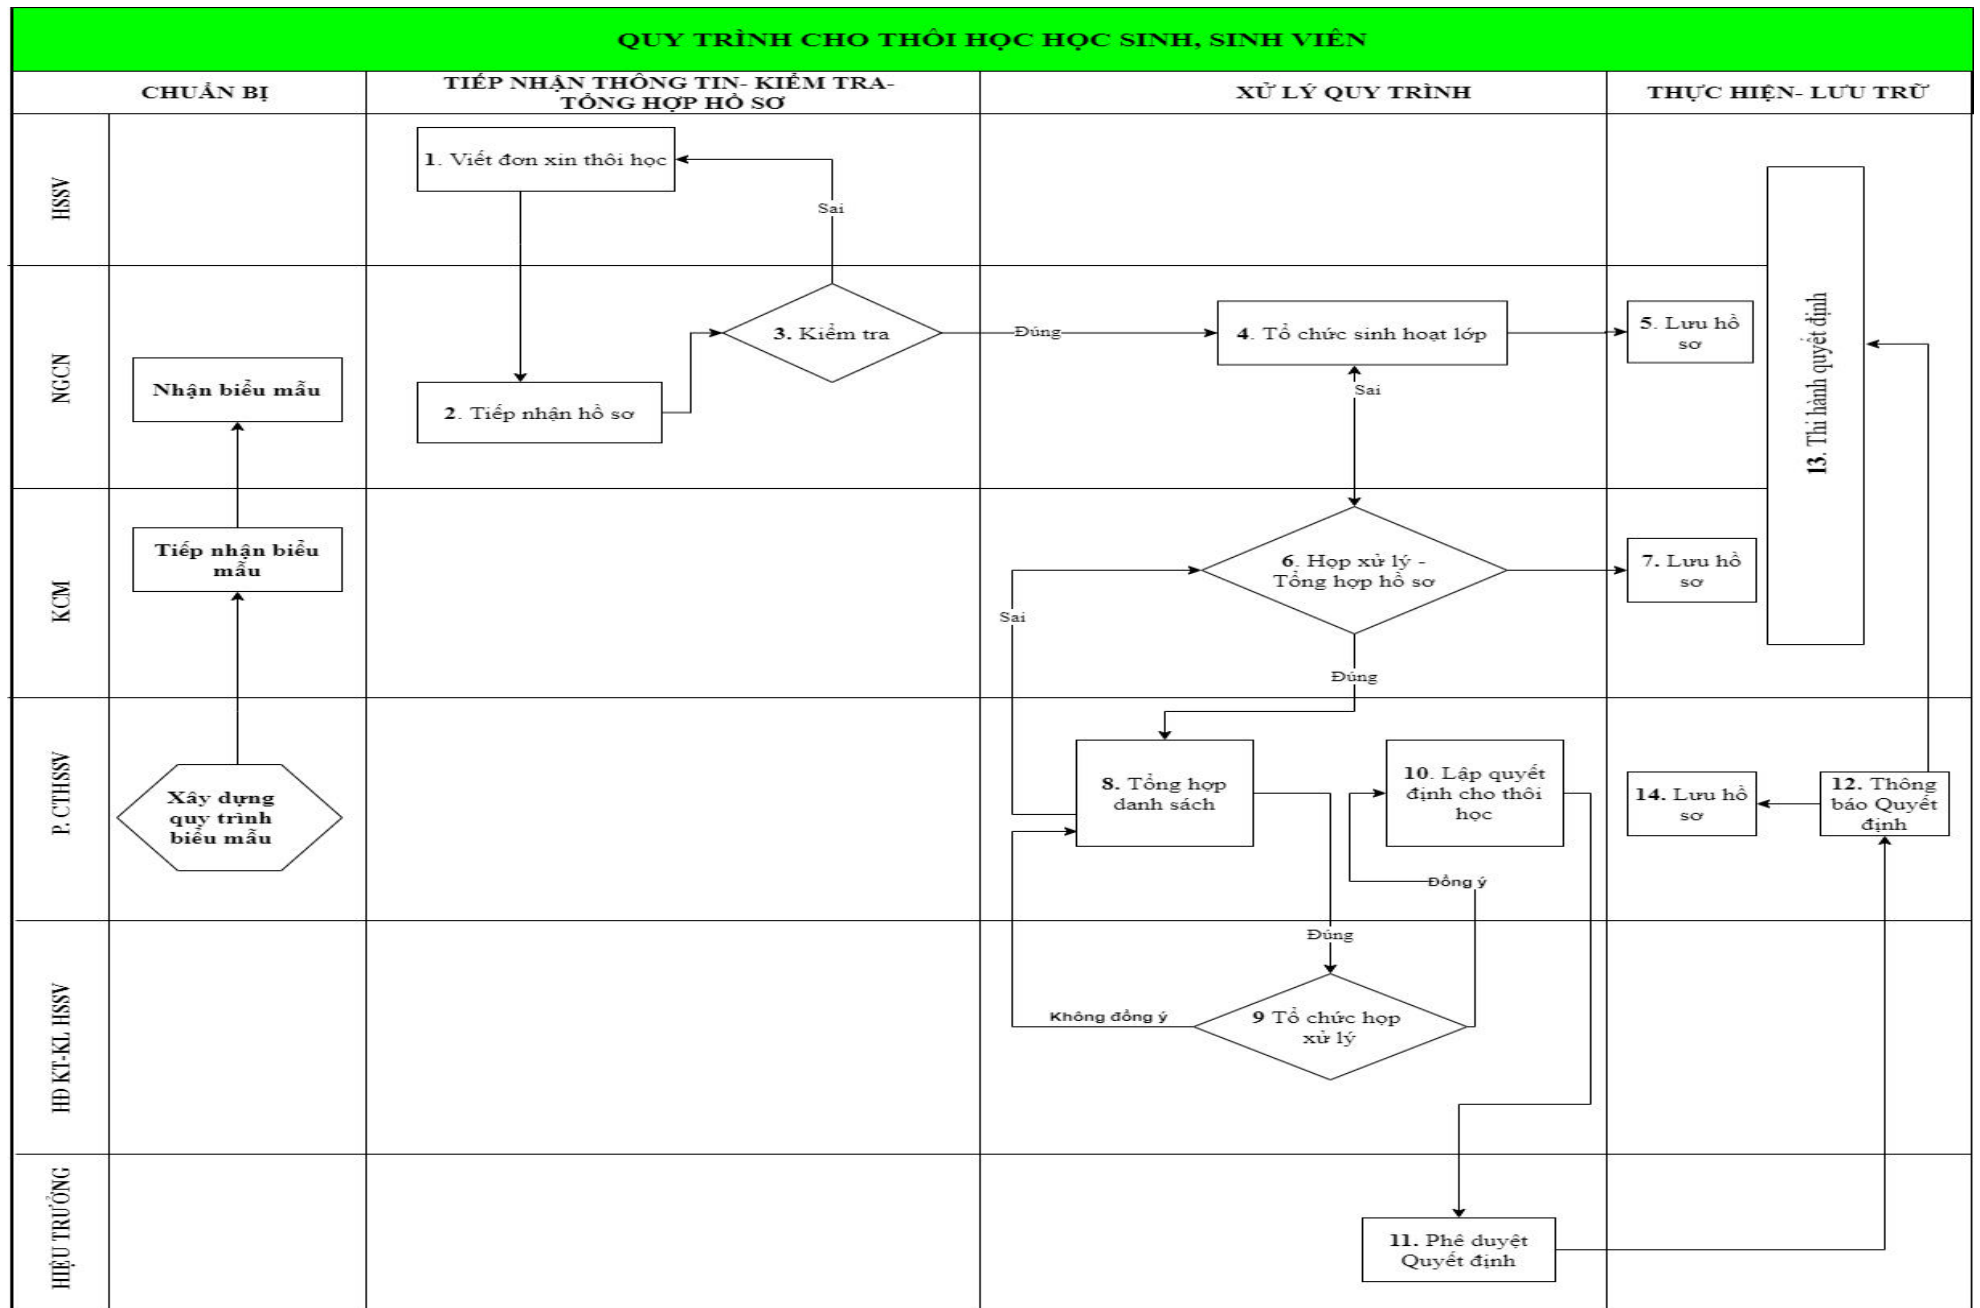 QUY TRÌNH CHO THÔI HỌC HỌC SINH, SINH VIÊN
CHUẨN BỊ
TIẾP NHẬN THÔNG TIN- KIỂM TRA-
TỔNG HỢP HỒ SƠ
XỬ LÝ QUY TRÌNH
THỰC HIỆN- LƯU TRỮ
HSSV
1. Viết đơn xin thôi học
Sai
NGCN
Nhận biểu mẫu
2. Tiếp nhận hồ sơ
3. Kiểm tra
Đúng
4. Tổ chức sinh hoạt lớp
Sai
5. Lưu hồ
sơ
13. Thi hành quyết định
KCM
Tiếp nhận biểu
mẫu
Sai
6. Họp xử lý -
Tổng hợp hồ sơ
Đúng
7. Lưu hồ
sơ
P. CTHSSV
Xây dựng
quy trình
biểu mẫu
8. Tổng hợp
danh sách
10. Lập quyết
định cho thôi
học
Đồng ý
14. Lưu hồ
sơ
12. Thông
báo Quyết
định
HĐ KT-KL HSSV
Đúng
Không đồng ý
9 Tổ chức họp
xử lý
HIỆU TRƯỞNG
11. Phê duyệt
Quyết định